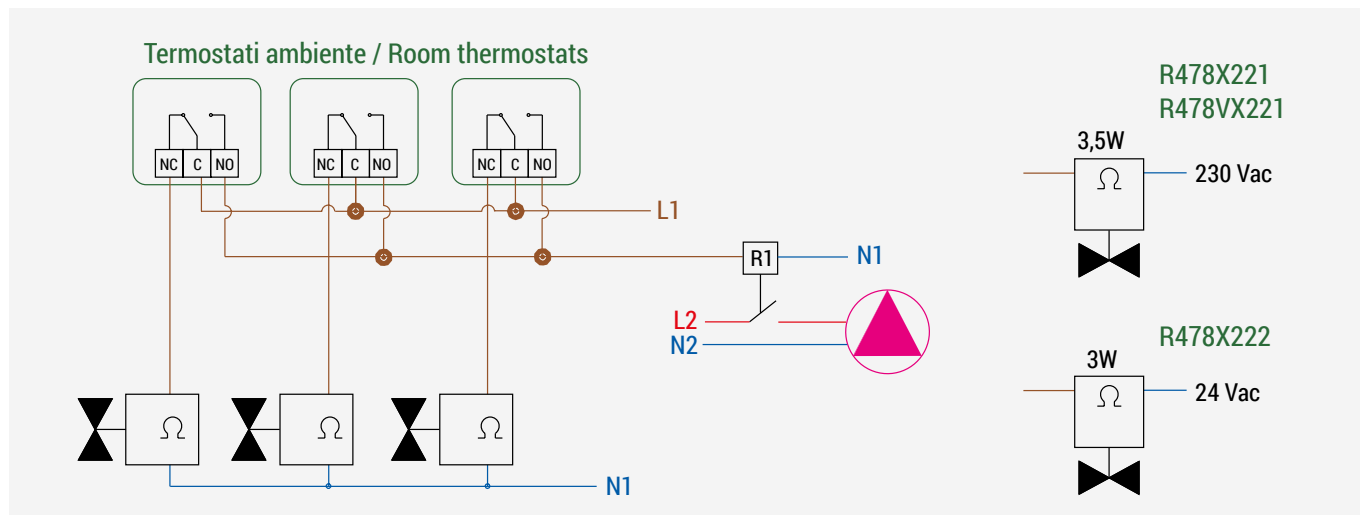 Termostati ambiente / Room thermostats
NC C NO
NC C NO
NC C NO
L1
R1
N1
L2
N2
Ω
Ω
Ω
N1
R478X221
R478VX221
3,5W
Ω
230 Vac
R478X222
3W
Ω
24 Vac